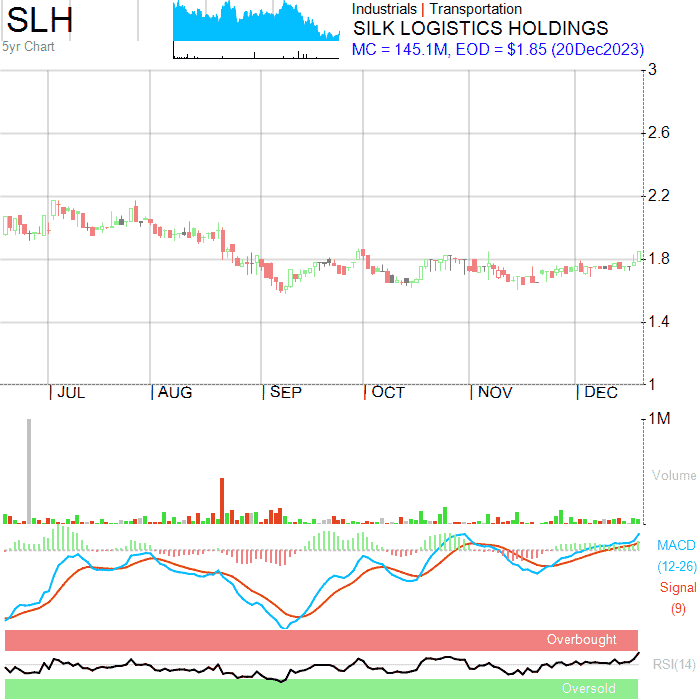 SLH
5yr Chart
Industrials | Transportation
SILK LOGISTICS HOLDINGS
MC = 145.1M, EOD = $1.85 (20Dec2023)
3
2.6
2.2
1.8
1.4
1
JUL AUG SEP OCT NOV DEC
1M
Volume
MACD
(12-26)
Signal
(9)
Overbought
RSI(14)
Oversold